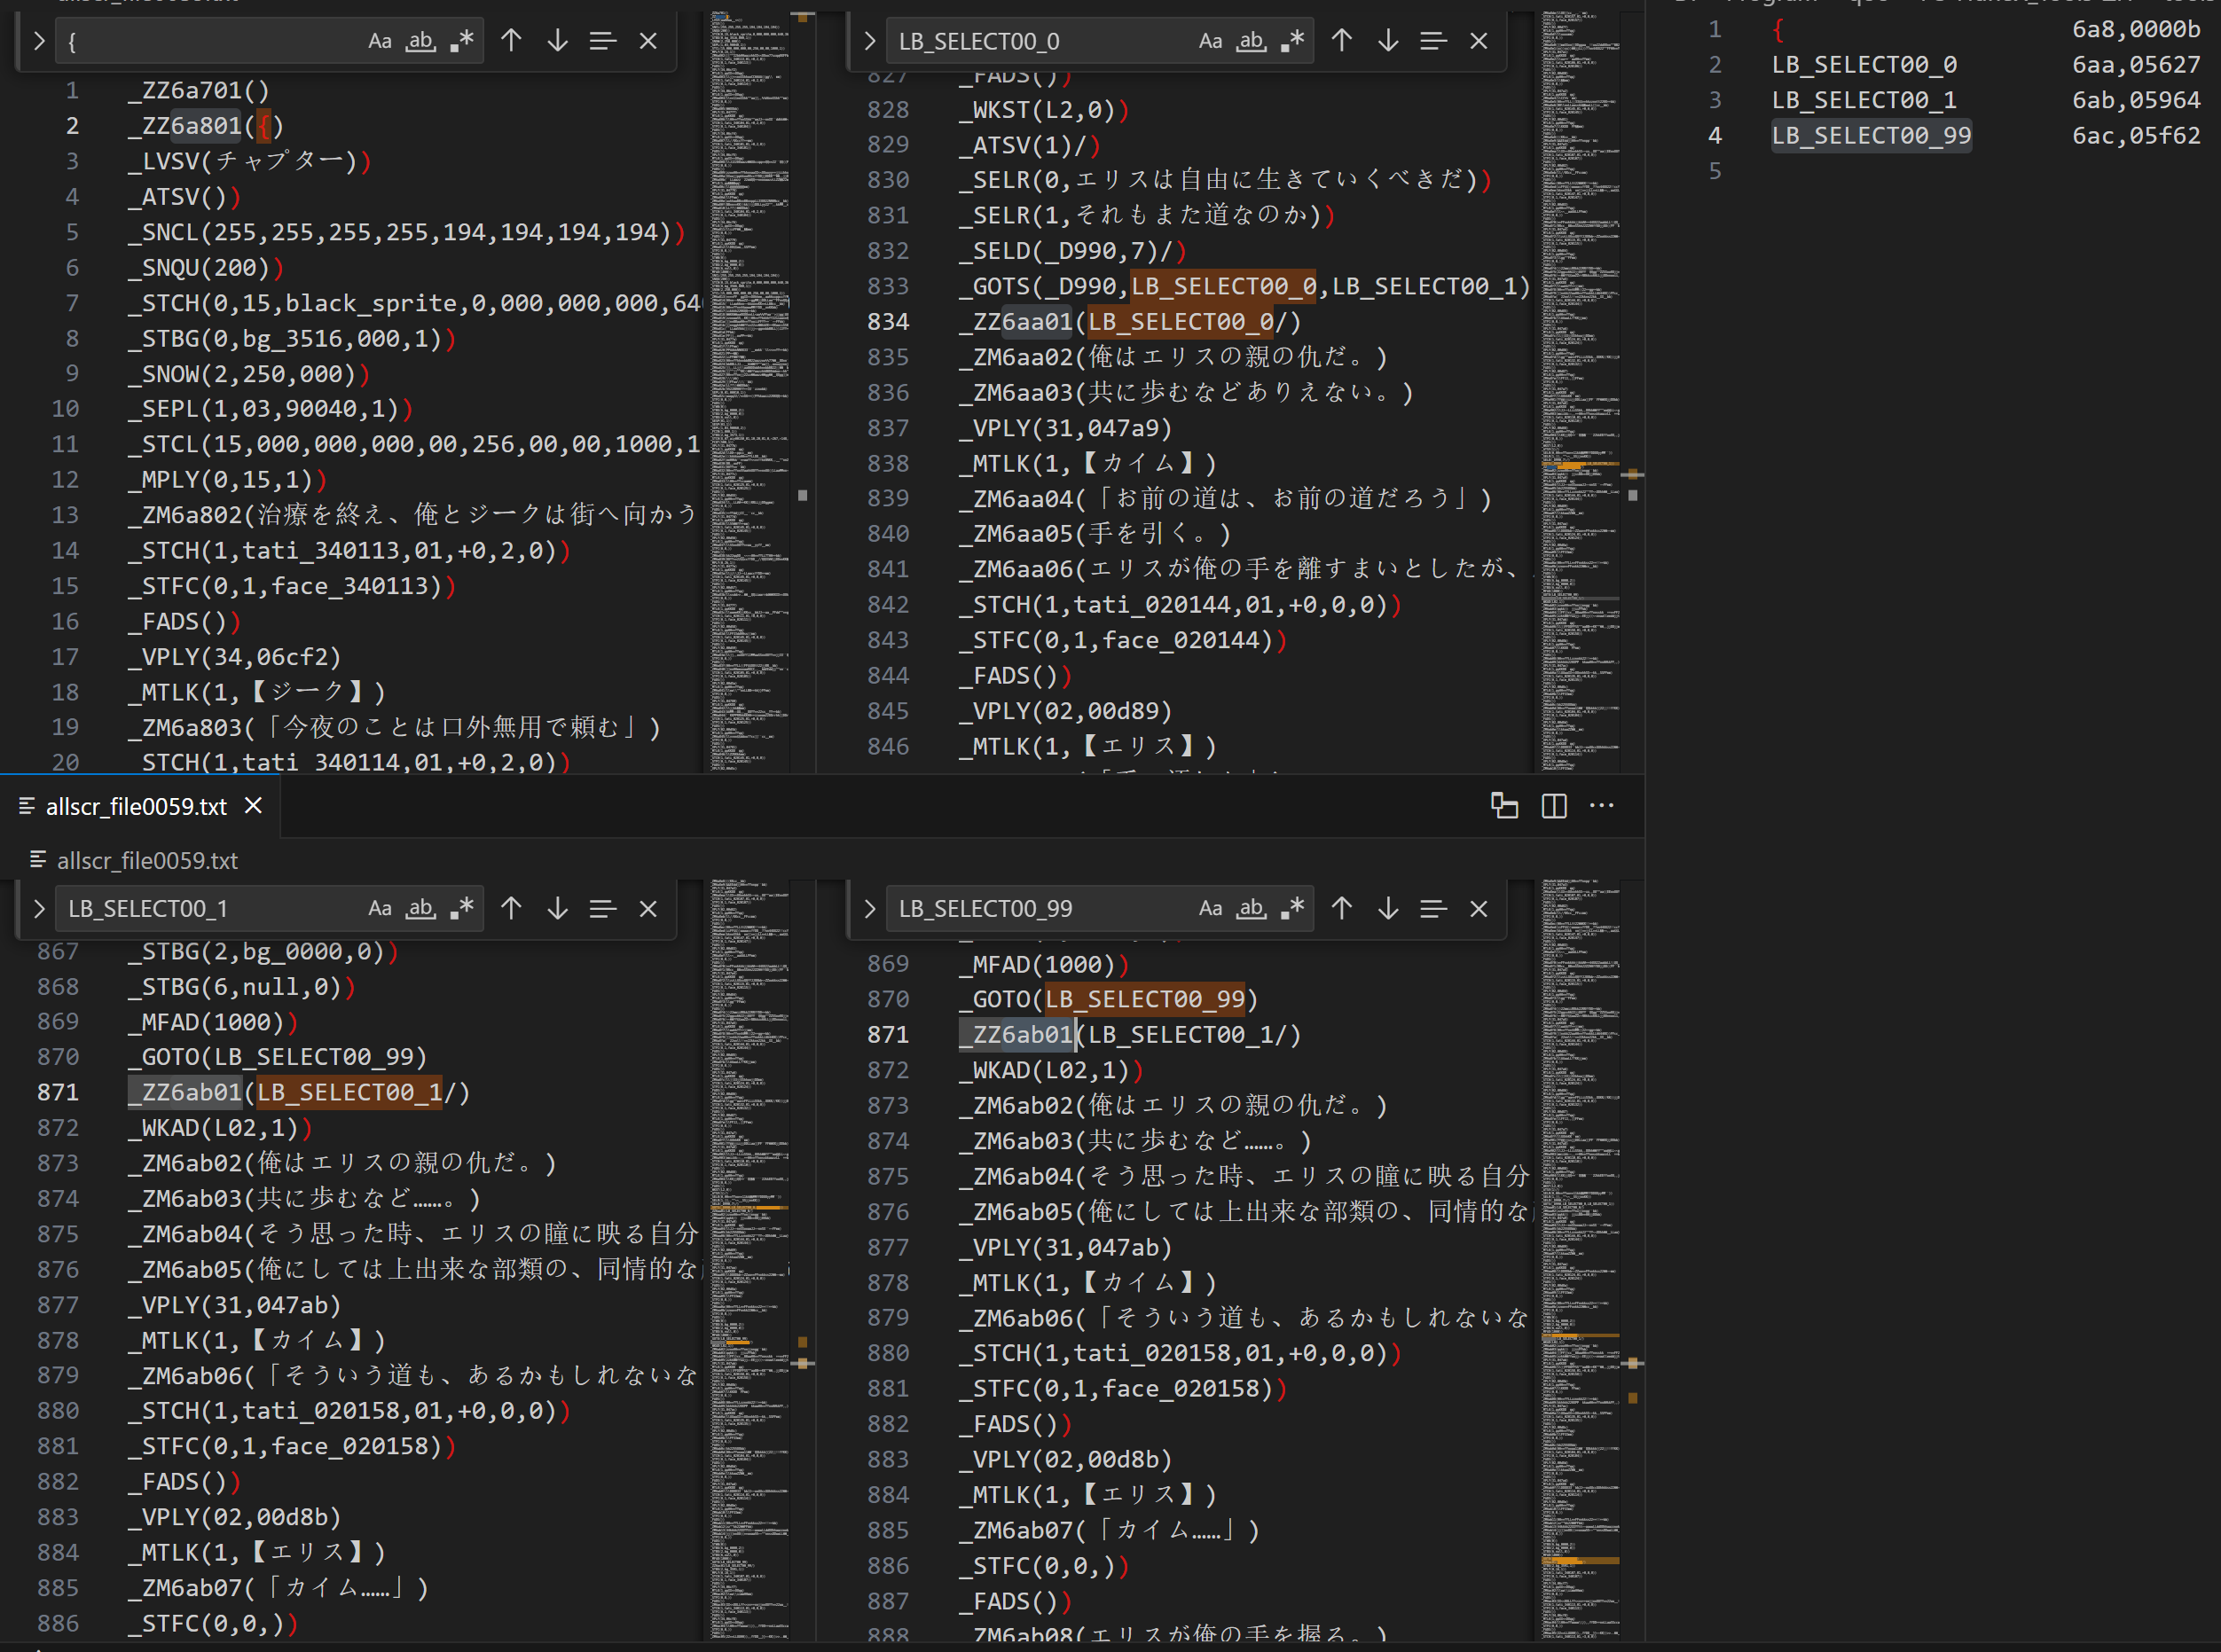 { Aa ab .*
1 _ZZ6a701()
2 _ZZ6a801({)
3 _LVSV(チャプター))
4 _ATSV())
5 _SNCL(255,255,255,255,194,194,194,194))
6 _SNQU(200))
7 _STCH(0,15,black_sprite,0,000,000,000,640
8 _STBG(0,bg_3516,000,1))
9 _SNOW(2,250,000))
10 _SEPL(1,03,90040,1))
11 _STCL(15,000,000,000,00,256,00,00,1000,1
12 _MPLY(0,15,1))
13 _ZM6a802(治療を終え、俺とジークは街へ向かう
14 _STCH(1,tati_340113,01,+0,2,0))
15 _STFC(0,1,face_340113))
16 _FADS())
17 _VPLY(34,06cf2)
18 _MTLK(1,【ジーク】)
19 _ZM6a803(「今夜のことは口外無用で頼む」)
20 _STCH(1,tati_340114,01,+0,2,0))
LB_SELECT00_0 Aa ab .*
827 _FADS())
828 _WKST(L2,0))
829 _ATSV(1)/)
830 _SELR(0,エリスは自由に生きていくべきだ))
831 _SELR(1,それもまた道なのか))
832 _SELD(_D990,7)/)
833 _GOTS(_D990,LB_SELECT00_0,LB_SELECT00_1)
834 _ZZ6aa01(LB_SELECT00_0/)
835 _ZM6aa02(俺はエリスの親の仇だ。)
836 _ZM6aa03(共に歩むなどありえない。)
837 _VPLY(31,047a9)
838 _MTLK(1,【カイム】)
839 _ZM6aa04(「お前の道は、お前の道だろう」)
840 _ZM6aa05(手を引く。)
841 _ZM6aa06(エリスが俺の手を離すまいとしたが、
842 _STCH(1,tati_020144,01,+0,0,0))
843 _STFC(0,1,face_020144))
844 _FADS())
845 _VPLY(02,00d89)
846 _MTLK(1,【エリス】)
1 { 6a8,0000b
2 LB_SELECT00_0 6aa,05627
3 LB_SELECT00_1 6ab,05964
4 LB_SELECT00_99 6ac,05f62
5
allscr_file0059.txt
allscr_file0059.txt
LB_SELECT00_1 Aa ab .*
867 _STBG(2,bg_0000,0))
868 _STBG(6,null,0))
869 _MFAD(1000))
870 _GOTO(LB_SELECT00_99)
871 _ZZ6ab01(LB_SELECT00_1/)
872 _WKAD(L02,1))
873 _ZM6ab02(俺はエリスの親の仇だ。)
874 _ZM6ab03(共に歩むなど……。)
875 _ZM6ab04(そう思った時、エリスの瞳に映る自分
876 _ZM6ab05(俺にしては上出来な部類の、同情的な
877 _VPLY(31,047ab)
878 _MTLK(1,【カイム】)
879 _ZM6ab06(「そういう道も、あるかもしれないな
880 _STCH(1,tati_020158,01,+0,0,0))
881 _STFC(0,1,face_020158))
882 _FADS())
883 _VPLY(02,00d8b)
884 _MTLK(1,【エリス】)
885 _ZM6ab07(「カイム……」)
886 _STFC(0,0,))
LB_SELECT00_99 Aa ab .*
869 _MFAD(1000))
870 _GOTO(LB_SELECT00_99)
871 _ZZ6ab01(LB_SELECT00_1/)
872 _WKAD(L02,1))
873 _ZM6ab02(俺はエリスの親の仇だ。)
874 _ZM6ab03(共に歩むなど……。)
875 _ZM6ab04(そう思った時、エリスの瞳に映る自分
876 _ZM6ab05(俺にしては上出来な部類の、同情的な
877 _VPLY(31,047ab)
878 _MTLK(1,【カイム】)
879 _ZM6ab06(「そういう道も、あるかもしれないな
880 _STCH(1,tati_020158,01,+0,0,0))
881 _STFC(0,1,face_020158))
882 _FADS())
883 _VPLY(02,00d8b)
884 _MTLK(1,【エリス】)
885 _ZM6ab07(「カイム……」)
886 _STFC(0,0,))
887 _FADS())
888 _ZM6ab08(エリスが俺の手を握る。)